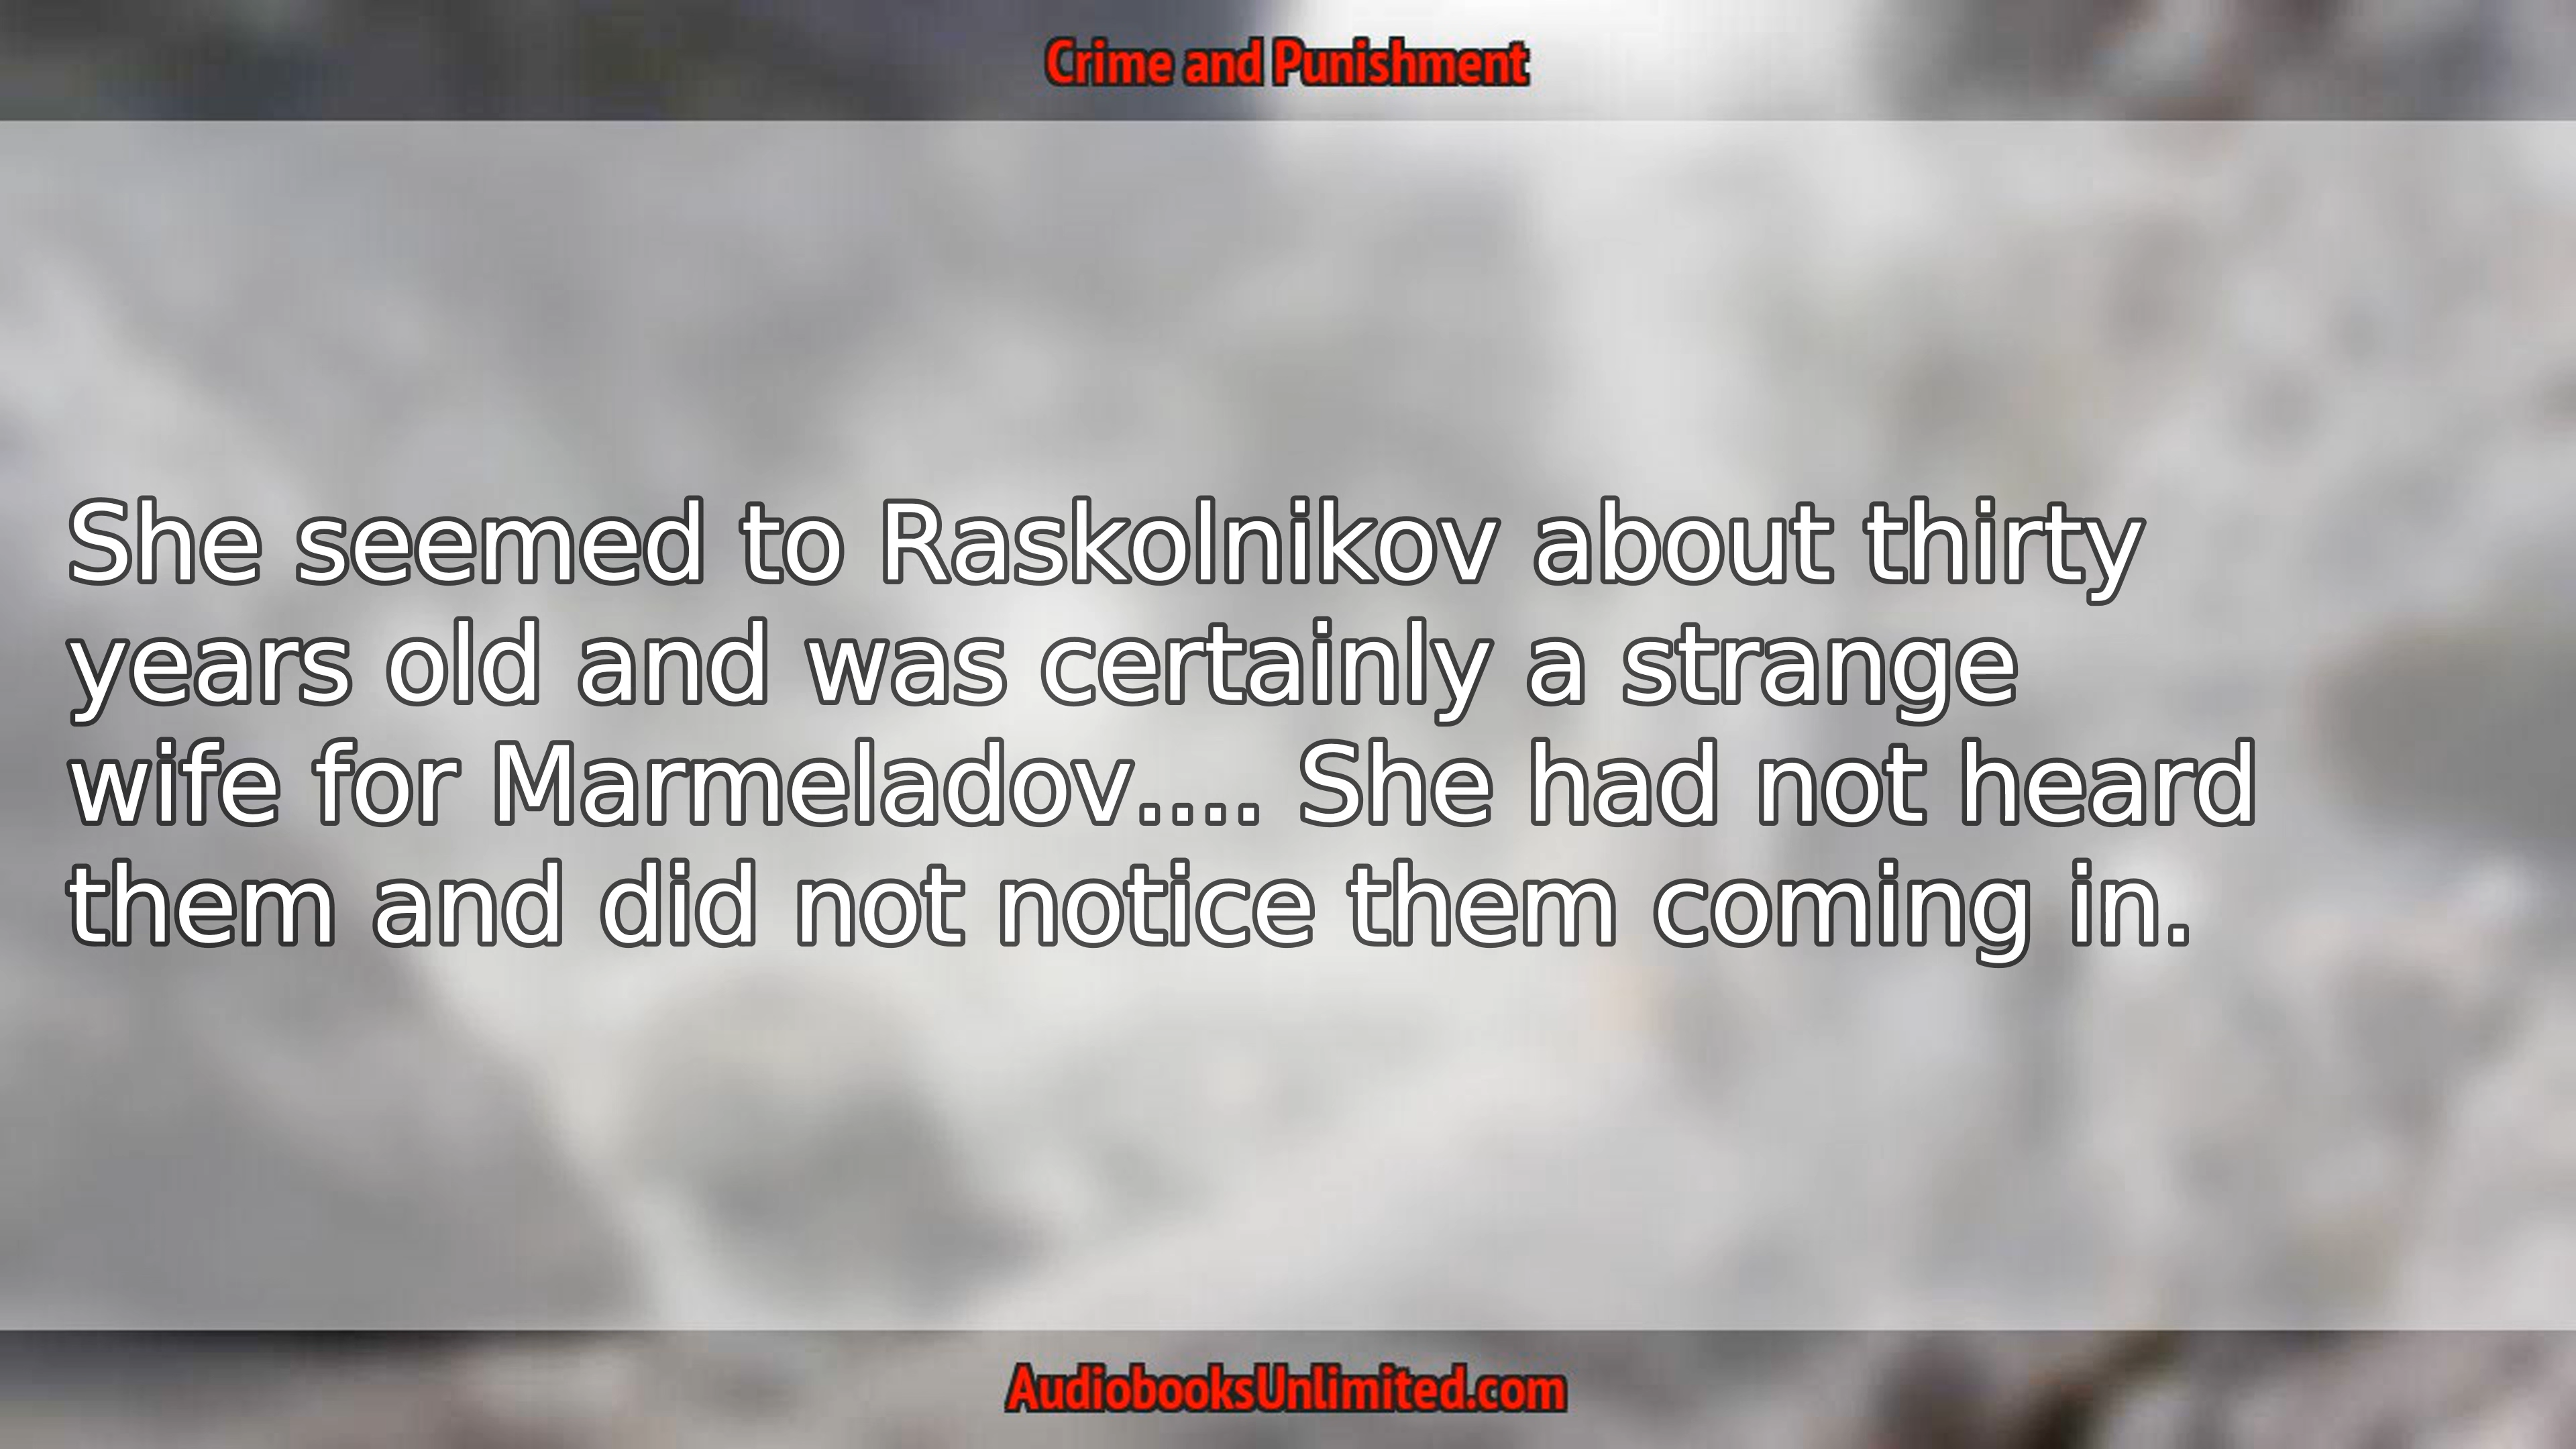 Crime and Punishment
She seemed to Raskolnikov about thirty
years old and was certainly a strange
wife for Marmeladov.... She had not heard
them and did not notice them coming in.
AudiobooksUnlimited.com